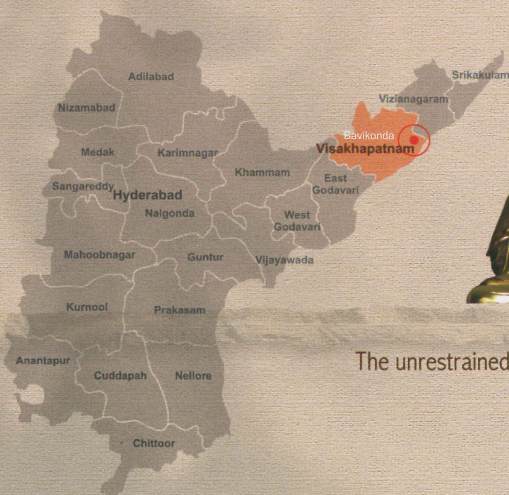 Adilabad
Srikakulam
Vizianagaram
Nizamabad
Bavikonda
Visakhapatnam
Medak
Karimnagar
Khammam
East
Godavari
Sangareddy
Hyderabad
Nalgonda
West
Godavari
Mahoobnagar
Guntur
Vijayawada
Kurnool
Prakasam
The unrestrained
Anantapur
Cuddapah
Nellore
Chittoor